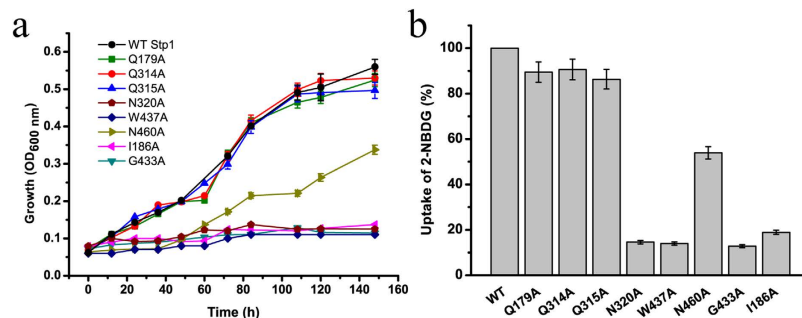 a
WT Stp1
Q179A
Q314A
Q315A
N320A
W437A
N460A
I186A
G433A
Growth (OD600 nm)
0.6
0.5
0.4
0.3
0.2
0.1
0.0
0 20 40 60 80 100 120 140 160
Time (h)
b
Uptake of 2-NBDG (%)
100
80
60
40
20
0
WT Q179A Q314A Q315A N320A W437A N460A G433A I186A